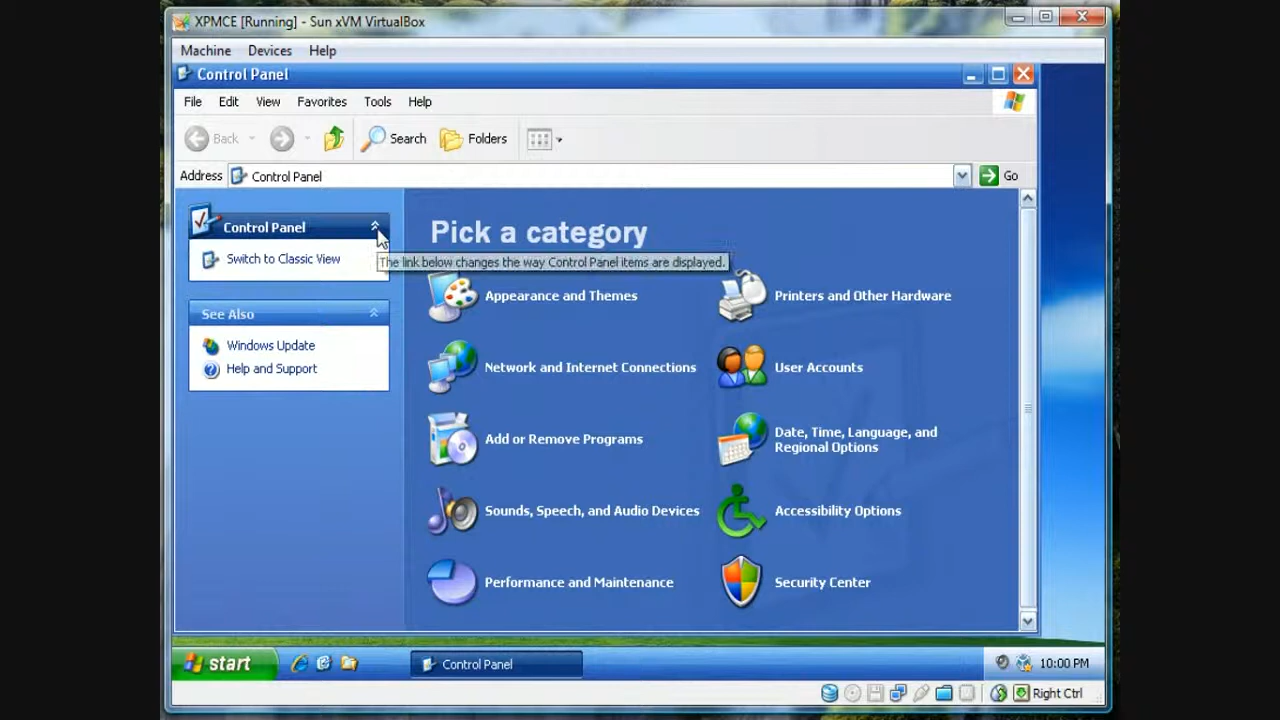 XPMCE [Running] - Sun xVM VirtualBox
Machine Devices Help
Control Panel
File Edit View Favorites Tools Help
Back Search Folders
Address Control Panel Go
Control Panel
Switch to Classic View
See Also
Windows Update
Help and Support
Pick a category
The link below changes the way Control Panel items are displayed.
Appearance and Themes
Printers and Other Hardware
Network and Internet Connections
User Accounts
Add or Remove Programs
Date, Time, Language, and
Regional Options
Sounds, Speech, and Audio Devices
Accessibility Options
Performance and Maintenance
Security Center
start Control Panel 10:00 PM
Right Ctrl